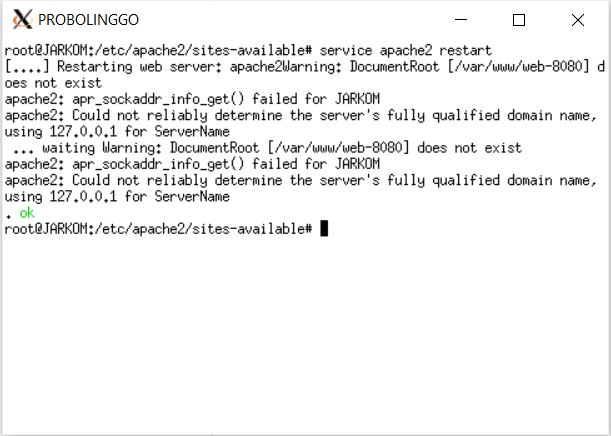 PROBOLINGGO
root@JARKOM:/etc/apache2/sites-available# service apache2 restart
[....] Restarting web server: apache2Warning: DocumentRoot [/var/www/web-8080] d
oes not exist
apache2: apr_sockaddr_info_get() failed for JARKOM
apache2: Could not reliably determine the server's fully qualified domain name,
using 127.0.0.1 for ServerName
 ... waiting Warning: DocumentRoot [/var/www/web-8080] does not exist
apache2: apr_sockaddr_info_get() failed for JARKOM
apache2: Could not reliably determine the server's fully qualified domain name,
using 127.0.0.1 for ServerName
. ok
root@JARKOM:/etc/apache2/sites-available#